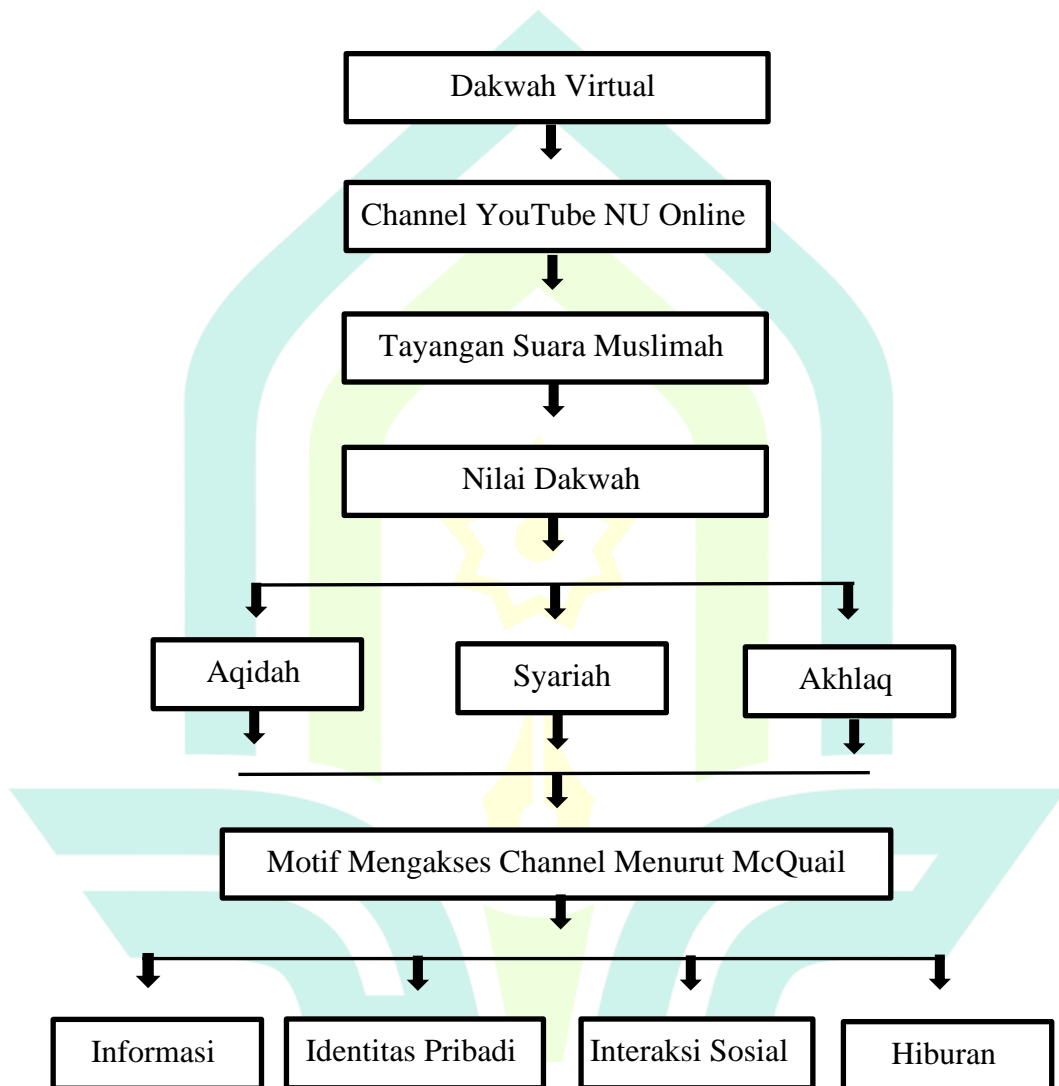 Dakwah Virtual
Channel YouTube NU Online
Tayangan Suara Muslimah
Nilai Dakwah
Aqidah
Syariah
Akhlaq
Motif Mengakses Channel Menurut McQuail
Informasi
Identitas Pribadi
Interaksi Sosial
Hiburan